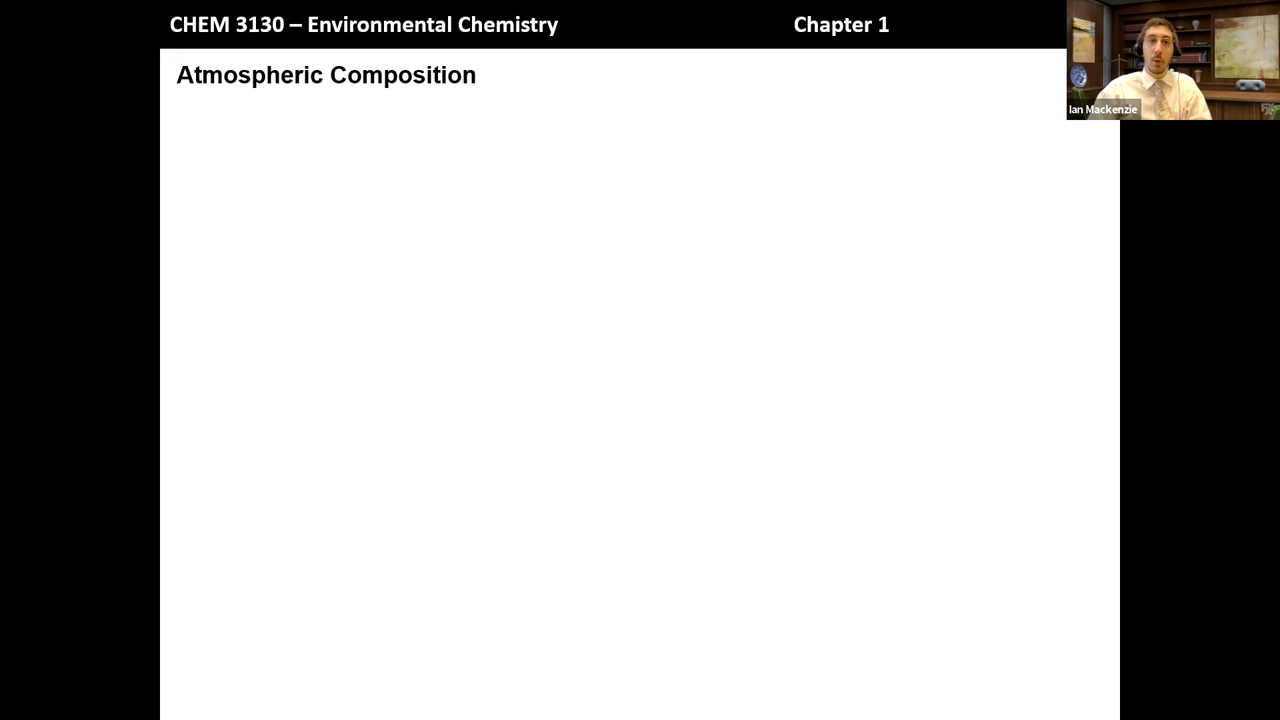 CHEM 3130 – Environmental Chemistry Chapter 1
Atmospheric Composition
Ian Mackenzie